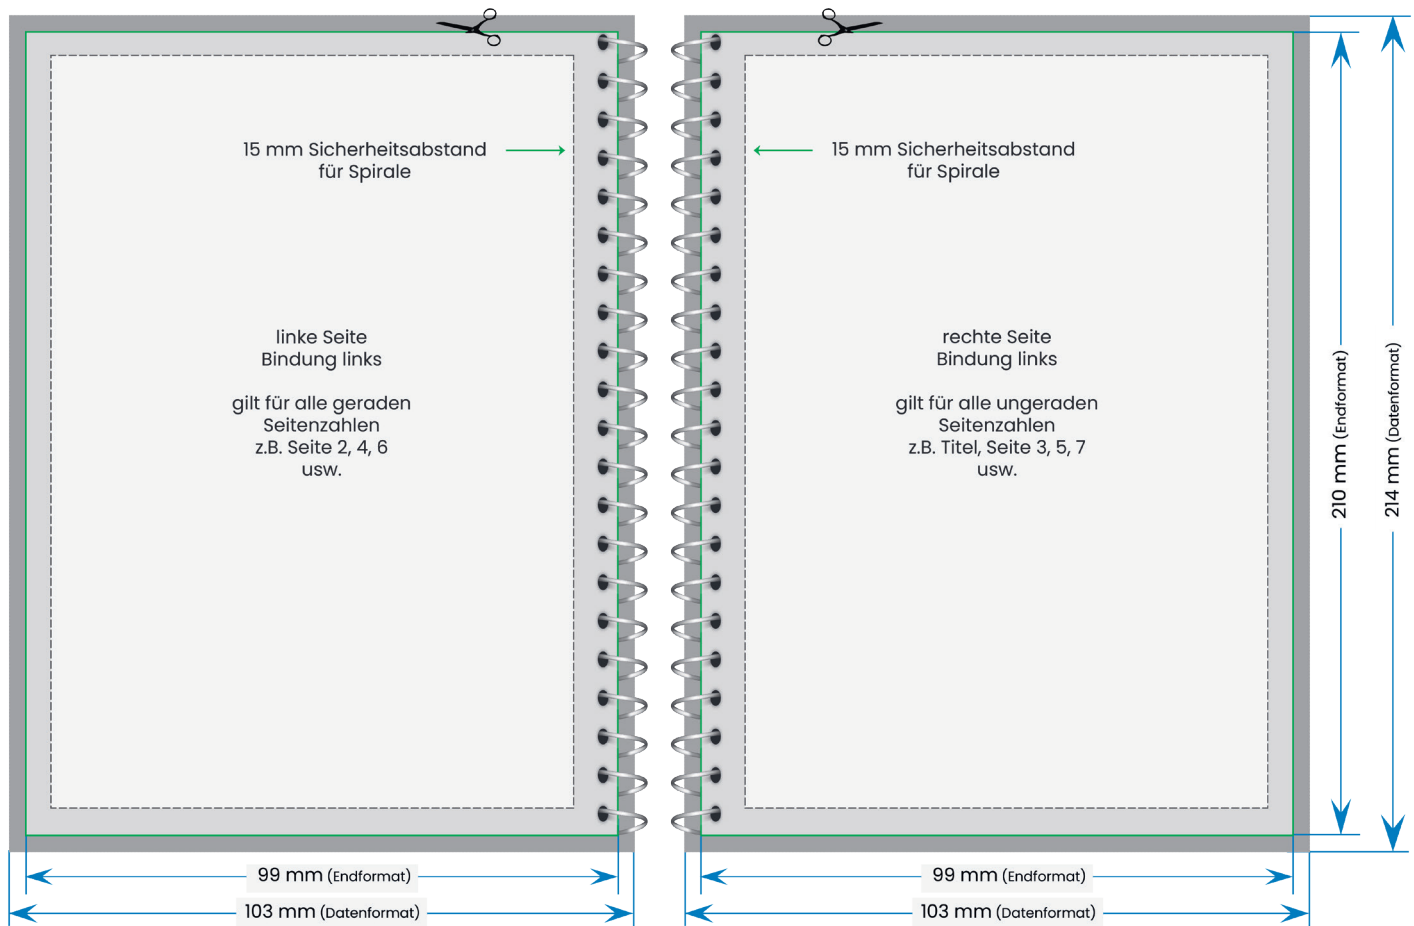 15 mm Sicherheitsabstand
für Spirale
linke Seite
Bindung links
gilt für alle geraden
Seitenzahlen
z.B. Seite 2, 4, 6
usw.
99 mm (Endformat)
103 mm (Datenformat)
15 mm Sicherheitsabstand
für Spirale
rechte Seite
Bindung links
gilt für alle ungeraden
Seitenzahlen
z.B. Titel, Seite 3, 5, 7
usw.
99 mm (Endformat)
103 mm (Datenformat)
210 mm (Endformat)
214 mm (Datenformat)